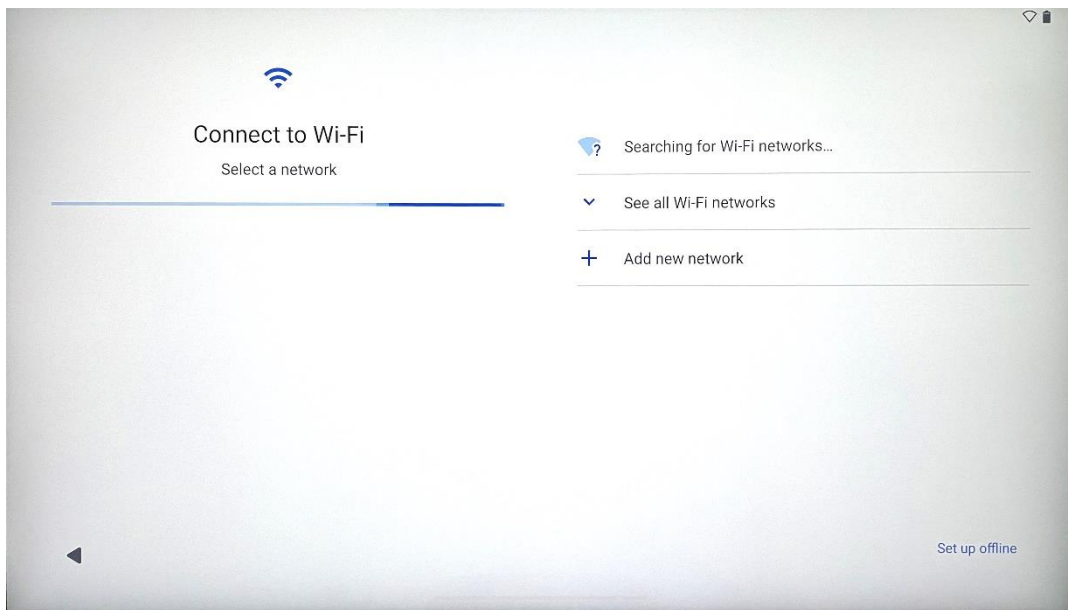 Connect to Wi-Fi
Select a network
Searching for Wi-Fi networks...
See all Wi-Fi networks
Add new network
Set up offline